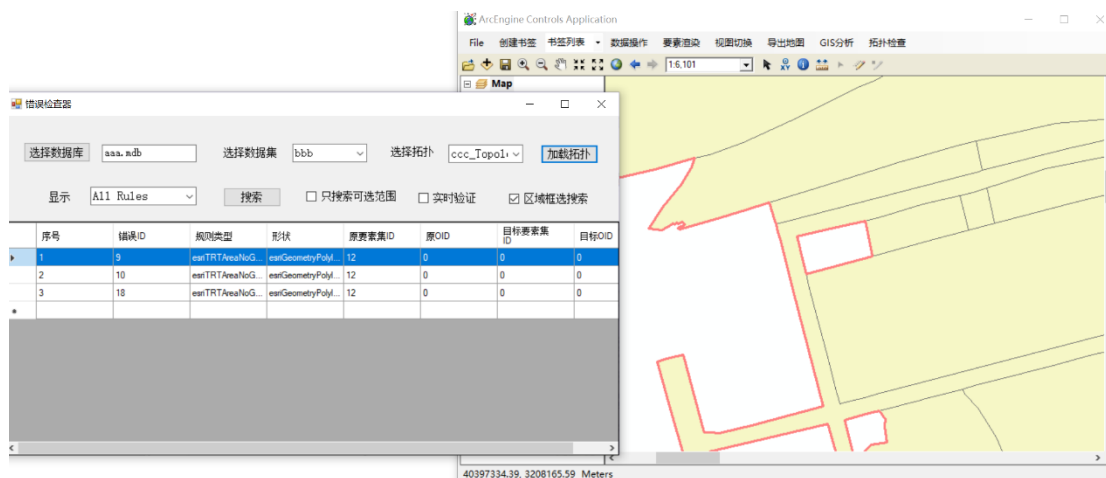 ArcEngine Controls Application
File 创建书签 书签列表 数据操作 要素渲染 视图切换 导出地图 GIS分析 拓扑检查
1:6,101
Map
错误检查器
选择数据库 aaa.mdb 选择数据集 bbb 选择拓扑 ccc_Topol 加载拓扑
显示 All Rules 搜索 只搜索可选范围 实时验证 区域框选搜索
序号 错误ID 规则类型 形状 原要素集ID 原OID 目标要素集ID 目标OID
1 9 esriTRTAreaNoG... esriGeometryPolyl... 12 0 0 0
2 10 esriTRTAreaNoG... esriGeometryPolyl... 12 0 0 0
3 18 esriTRTAreaNoG... esriGeometryPolyl... 12 0 0 0
40397334.39, 3208165.59 Meters